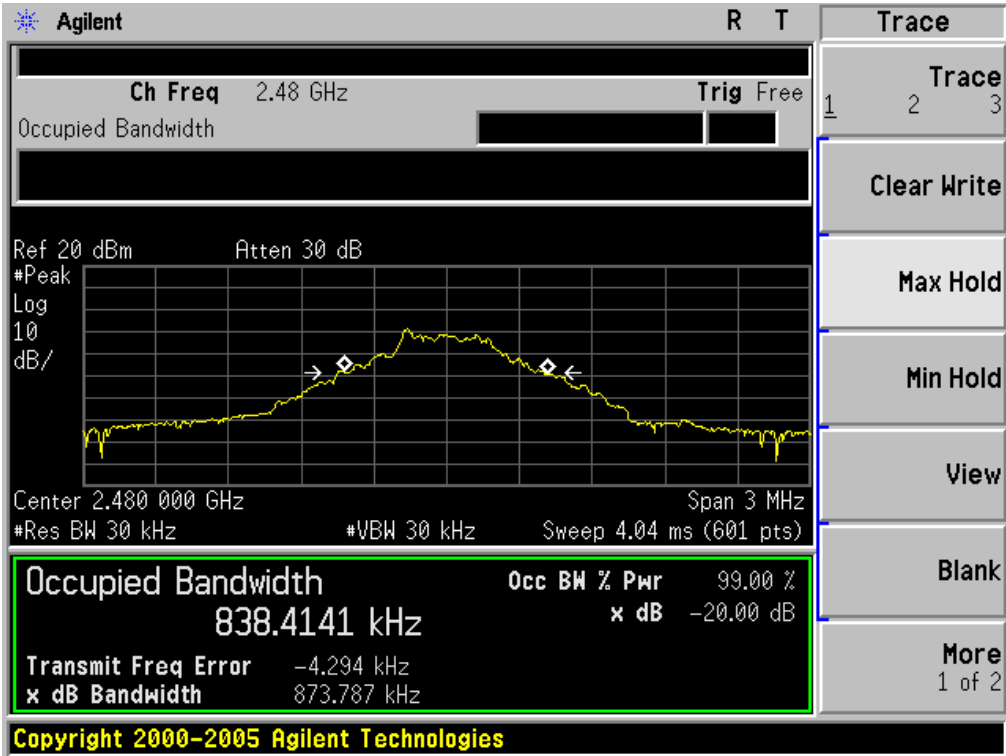 Agilent R T Trace
Ch Freq 2.48 GHz Trig Free
Occupied Bandwidth
Trace
1 2 3
Clear Write
Max Hold
Min Hold
View
Blank
More
1 of 2
Ref 20 dBm Atten 30 dB
#Peak
Log
10
dB/
Center 2.480 000 GHz Span 3 MHz
#Res BW 30 kHz #VBW 30 kHz Sweep 4.04 ms (601 pts)
Occupied Bandwidth Occ BW % Pwr 99.00 %
838.4141 kHz x dB -20.00 dB
Transmit Freq Error -4.294 kHz
x dB Bandwidth 873.787 kHz
Copyright 2000-2005 Agilent Technologies